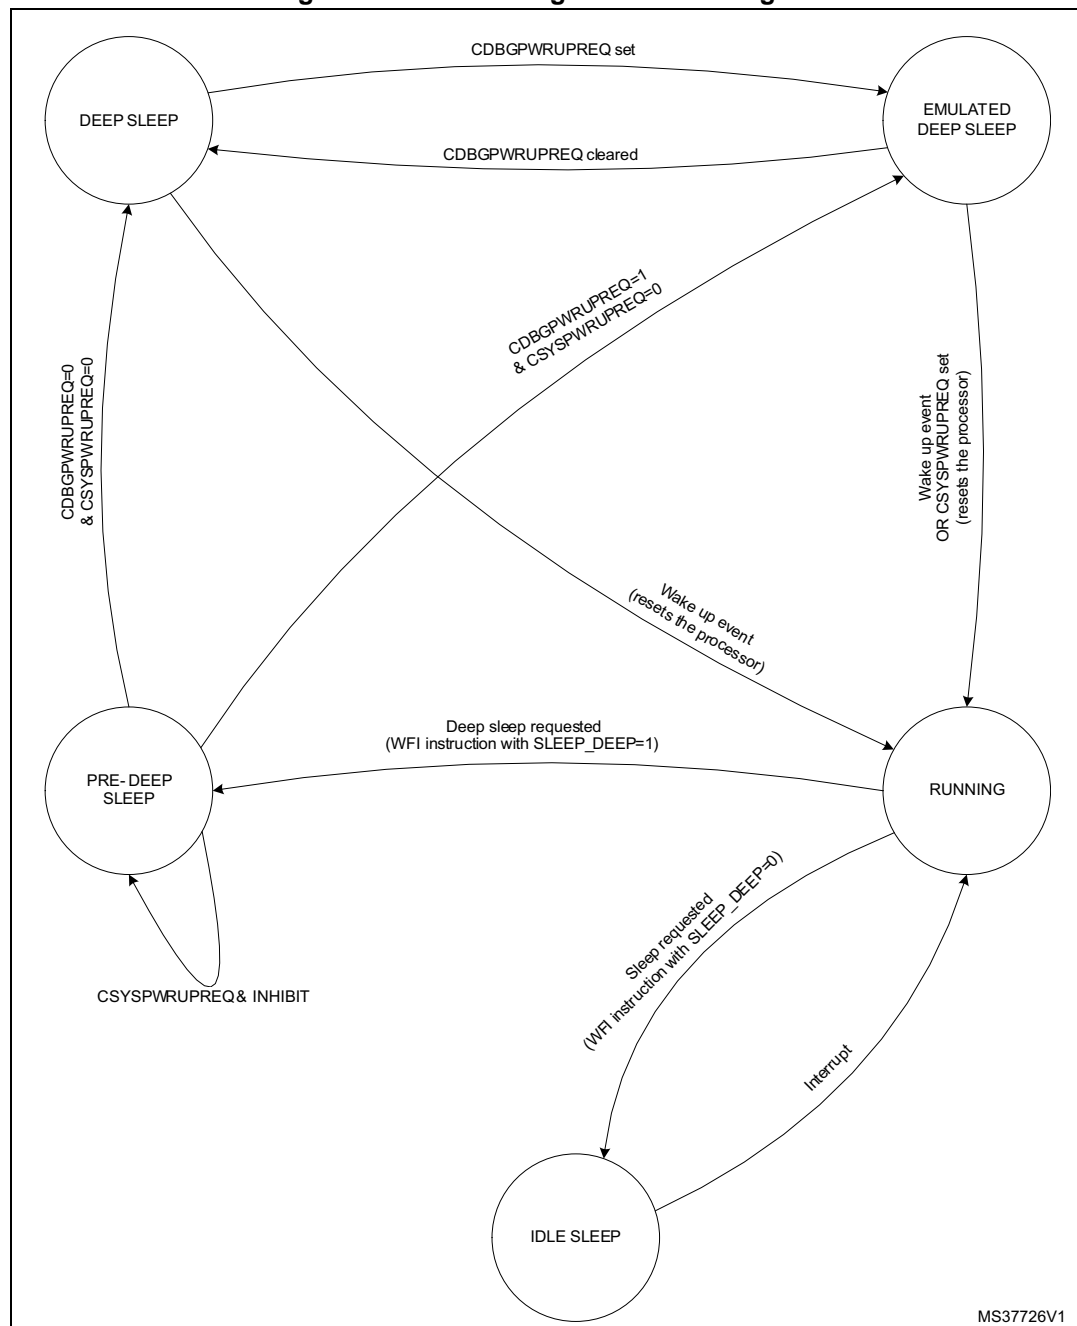 CDBGPWRUPREQ set
DEEP SLEEP
EMULATED
DEEP SLEEP
CDBGPWRUPREQ cleared
CDBGPWRUPREQ=1
& CSYSPWRUPREQ=0
CDBGPWRUPREQ=0
& CSYSPWRUPREQ=0
Wake up event
OR CSYSPWRUPREQ set
(resets the processor)
Wake up event
(resets the processor)
Deep sleep requested
(WFI instruction with SLEEP_DEEP=1)
PRE-DEEP
SLEEP
RUNNING
Sleep requested
(WFI instruction with SLEEP_DEEP=0)
CSYSPWRUPREQ & INHIBIT
Interrupt
IDLE SLEEP
MS37726V1